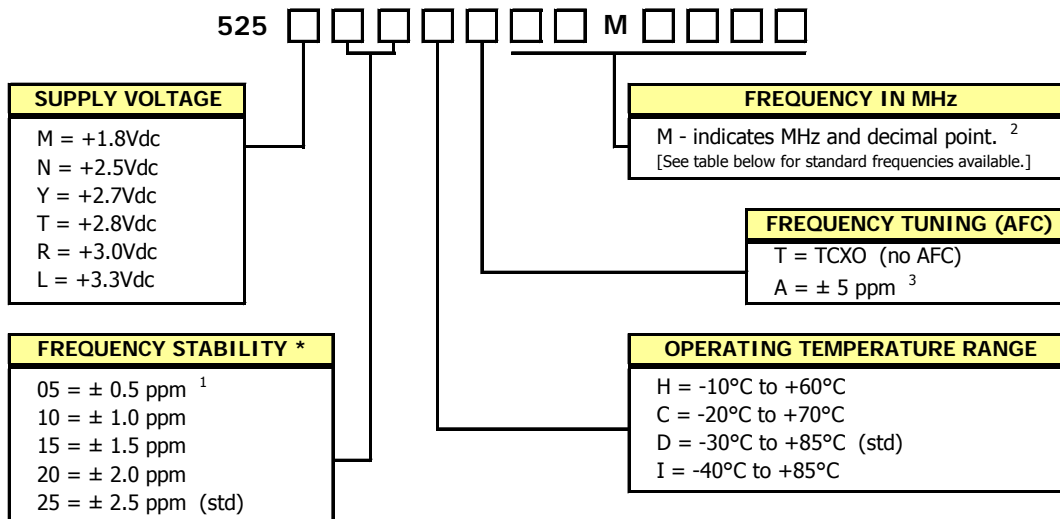 525 M
SUPPLY VOLTAGE
M = +1.8Vdc
N = +2.5Vdc
Y = +2.7Vdc
T = +2.8Vdc
R = +3.0Vdc
L = +3.3Vdc
FREQUENCY IN MHz
M - indicates MHz and decimal point. 2
[See table below for standard frequencies available.]
FREQUENCY TUNING (AFC)
T = TCXO (no AFC)
A = ± 5 ppm 3
FREQUENCY STABILITY *
05 = ± 0.5 ppm 1
10 = ± 1.0 ppm
15 = ± 1.5 ppm
20 = ± 2.0 ppm
25 = ± 2.5 ppm (std)
OPERATING TEMPERATURE RANGE
H = -10°C to +60°C
C = -20°C to +70°C
D = -30°C to +85°C (std)
I = -40°C to +85°C